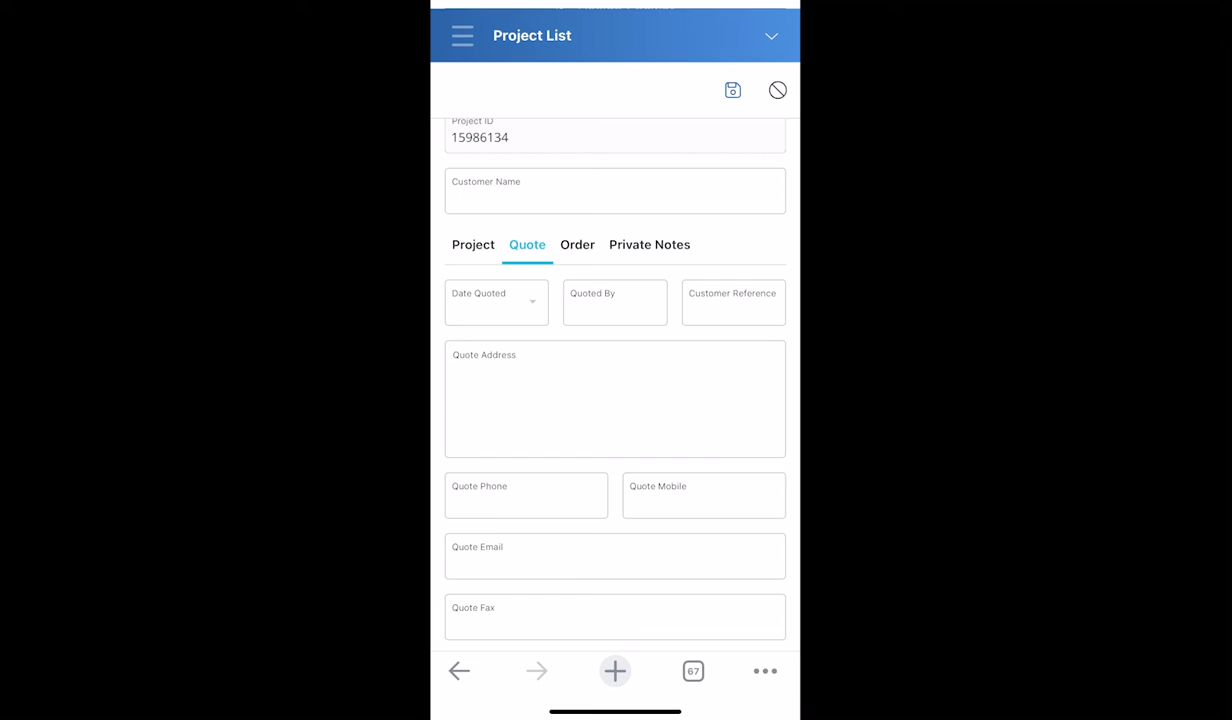 Project List
Project ID
15986134
Customer Name
Project Quote Order Private Notes
Date Quoted Quoted By Customer Reference
Quote Address
Quote Phone Quote Mobile
Quote Email
Quote Fax
67